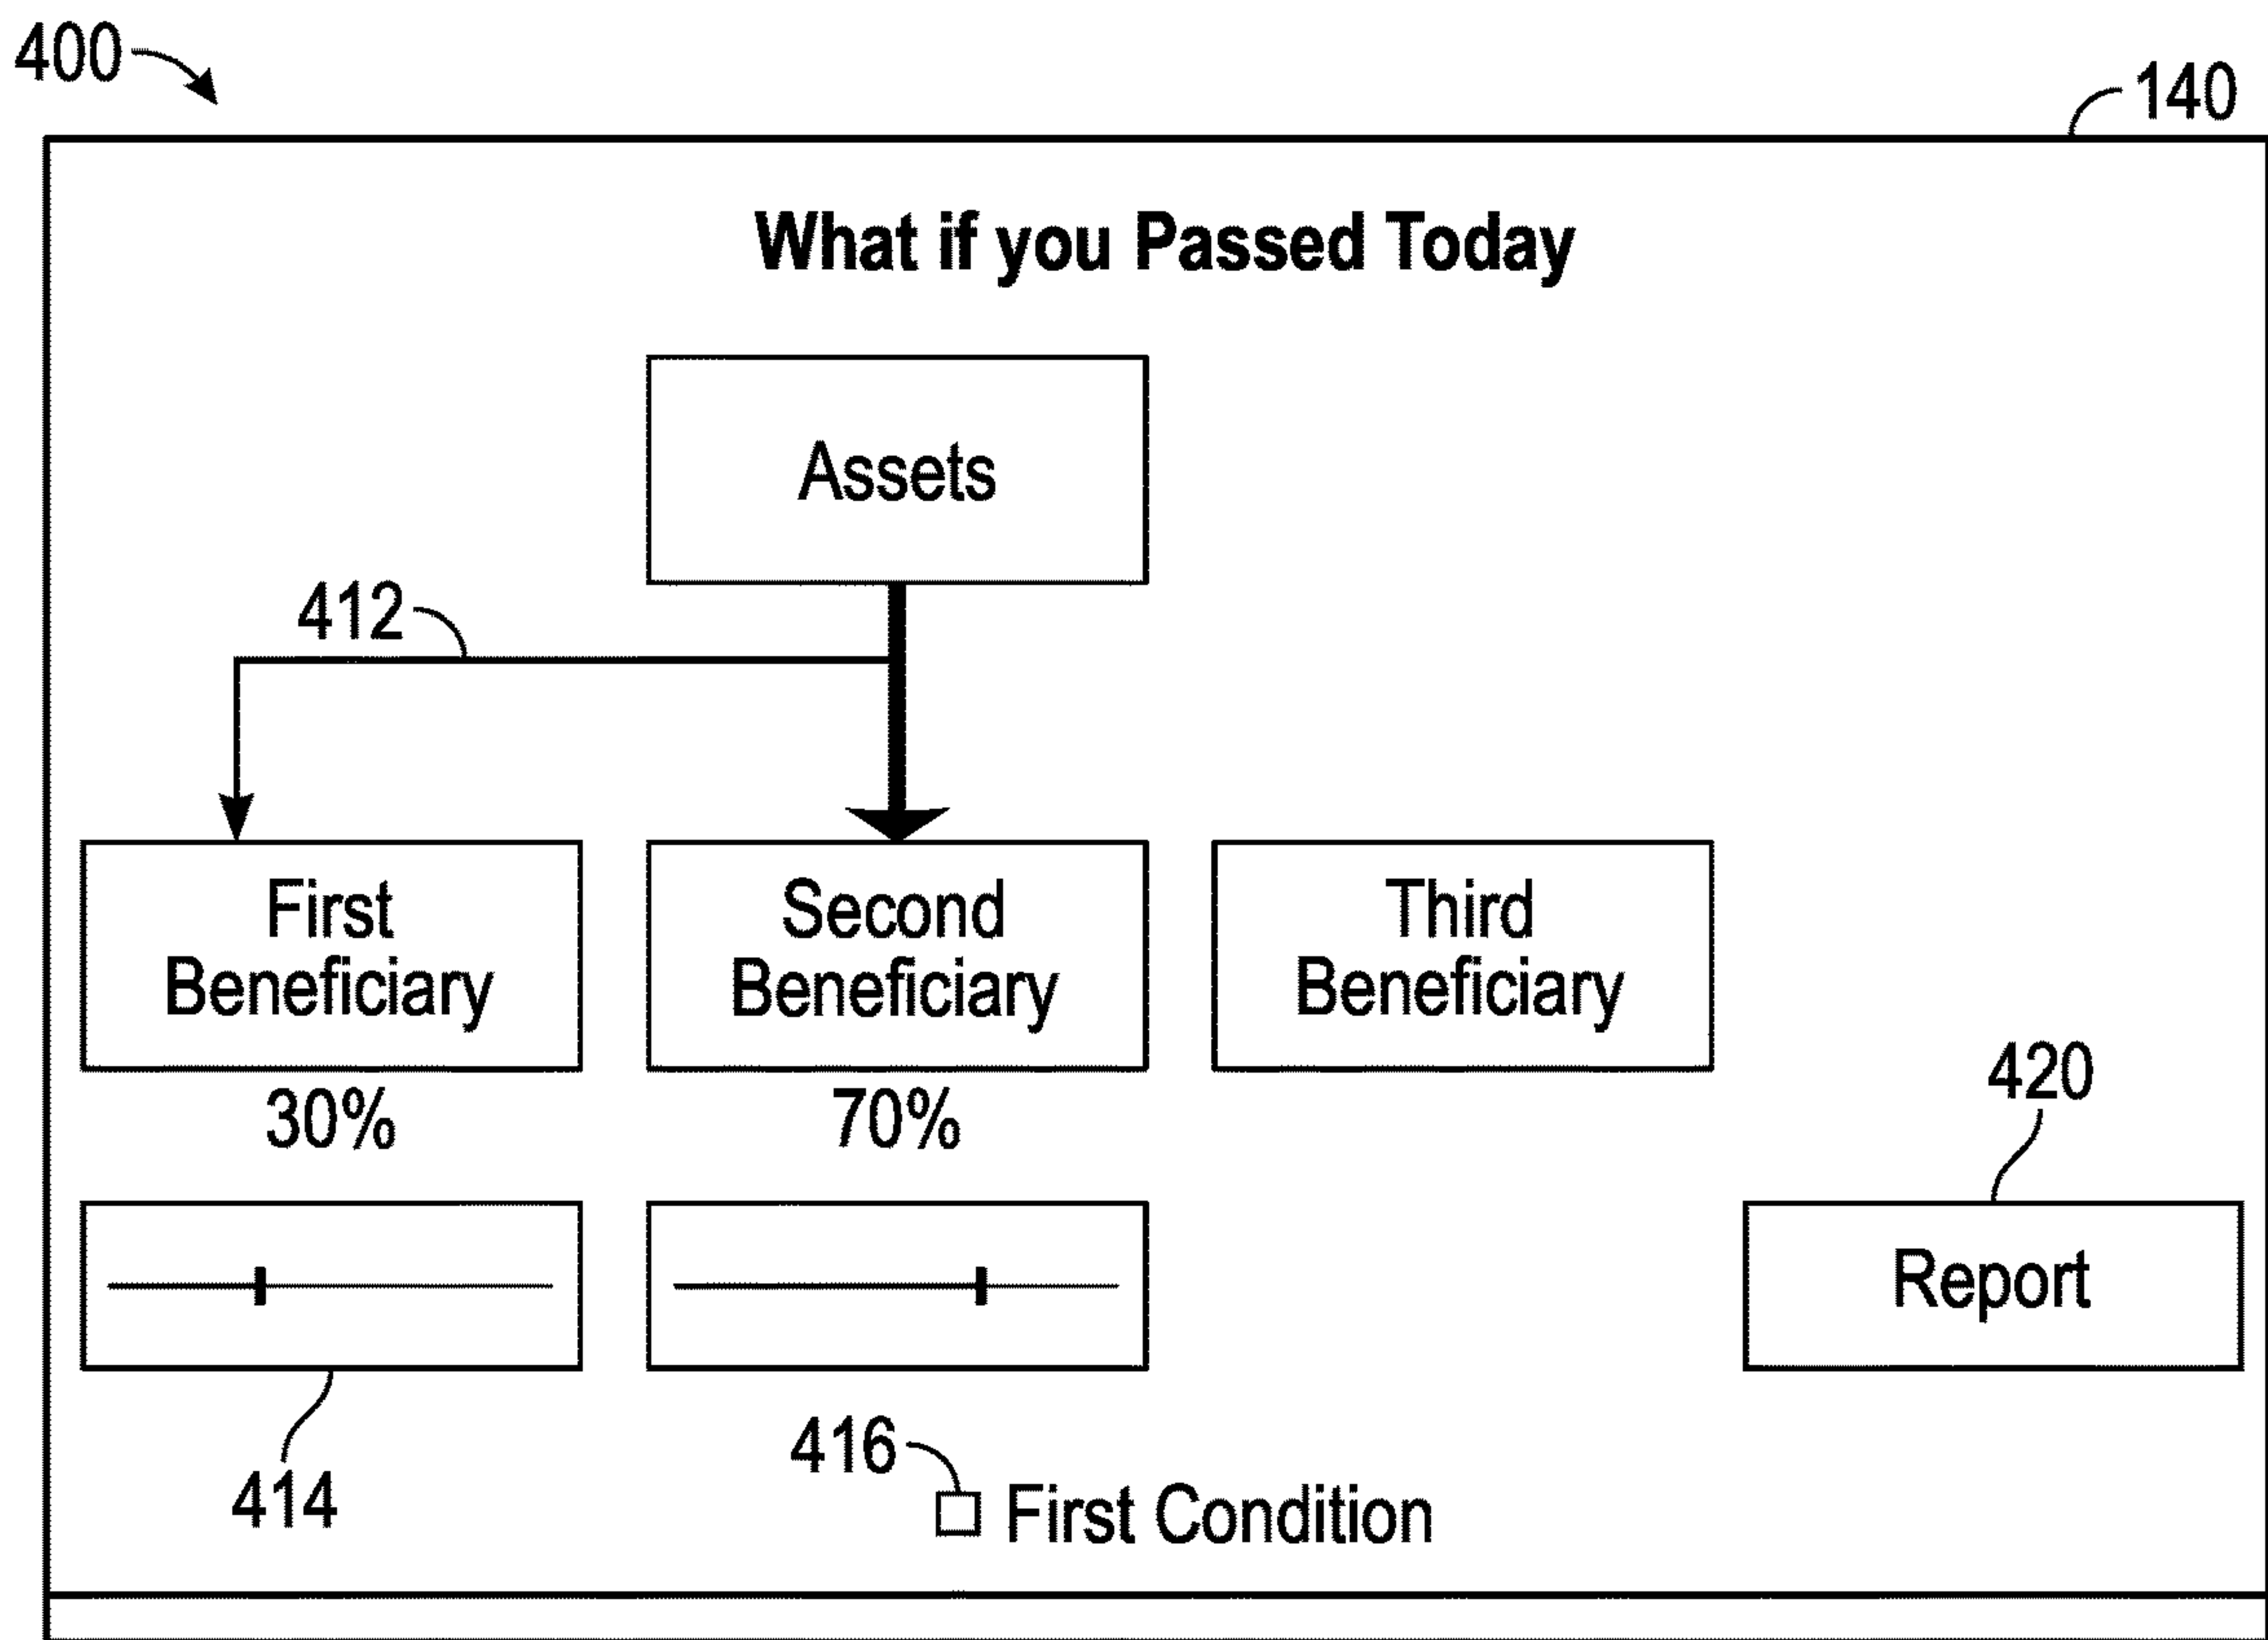 400
140
What if you Passed Today
Assets
412
First
Beneficiary
Second
Beneficiary
Third
Beneficiary
30%
70%
420
Report
414
416
First Condition